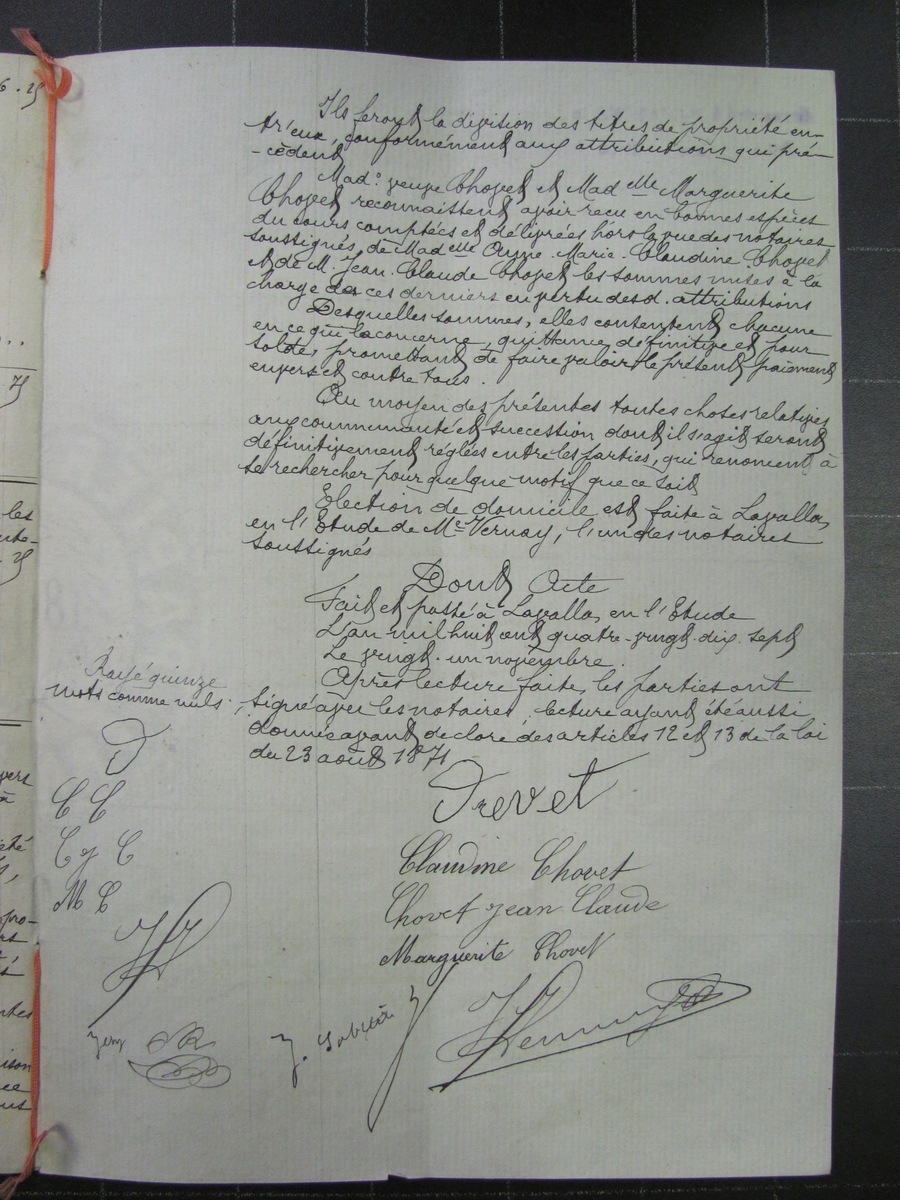 Ils feront la division des titres de propriété en-
tr'eux, conformément aux attributions qui pré-
-cèdent
Mad.e veuve Chovet et Mad elle Marguerite
Chovet reconnaissent avoir reçu en bonnes espèces
du cours comptées et délivrées hors la vue des notaires
soussignés, de Mad elle Anne-Marie-Claudine Chovet
et de M. Jean-Claude Chovet les sommes mises à la
charge de ces derniers en vertu desd. attributions
Desquelles sommes, elles contentent chacune
en ce qui la concerne, quittance définitive et pour
solde, promettant de faire valoir le présent paiement
envers et contre tous.
Au moyen des présentes toutes choses relatives
aux communauté et succession dont il s'agit seront
définitivement réglées entre les parties, qui renoncent à
se rechercher pour quelque motif que ce soit
Election de domicile est faite à Lavalla,
en l'Etude de Me Vernay, l'un des notaires
soussignés
Dont Acte
Fait et passé à Lavalla, en l'Etude
L'an mil huit cent quatre-vingt-dix-sept
Le vingt-un novembre.
Après lecture faite, les parties ont
signé avec les notaires, lecture ayant été aussi
donnée avant de clore des articles 12 et 13 de la loi
du 23 août 1871
Rayé quinze
mots comme nuls.
C C
C J C
M C
Trevet
Claudine Chovet
Chovet Jean Claude
Marguerite Chovet
Vernay
les